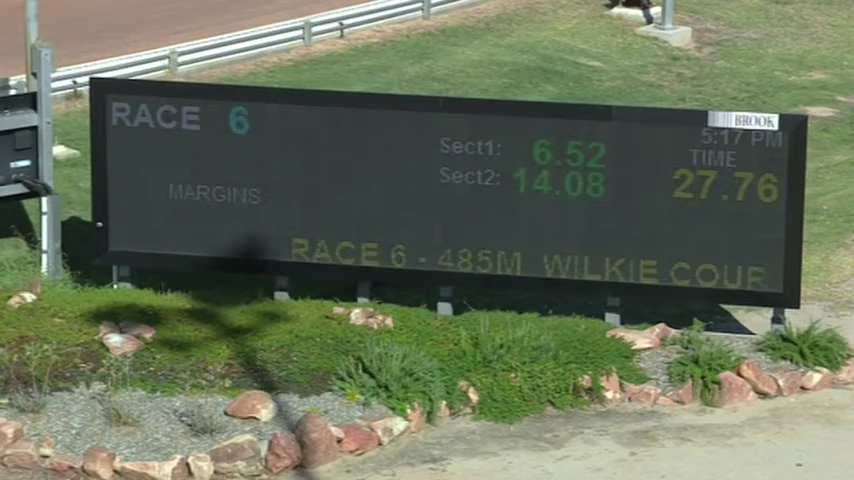 RACE 6
BROOK
5:17 PM
Sect1: 6.52
TIME
Sect2: 14.08
27.76
MARGINS
RACE 6 - 485M WILKIE COUR